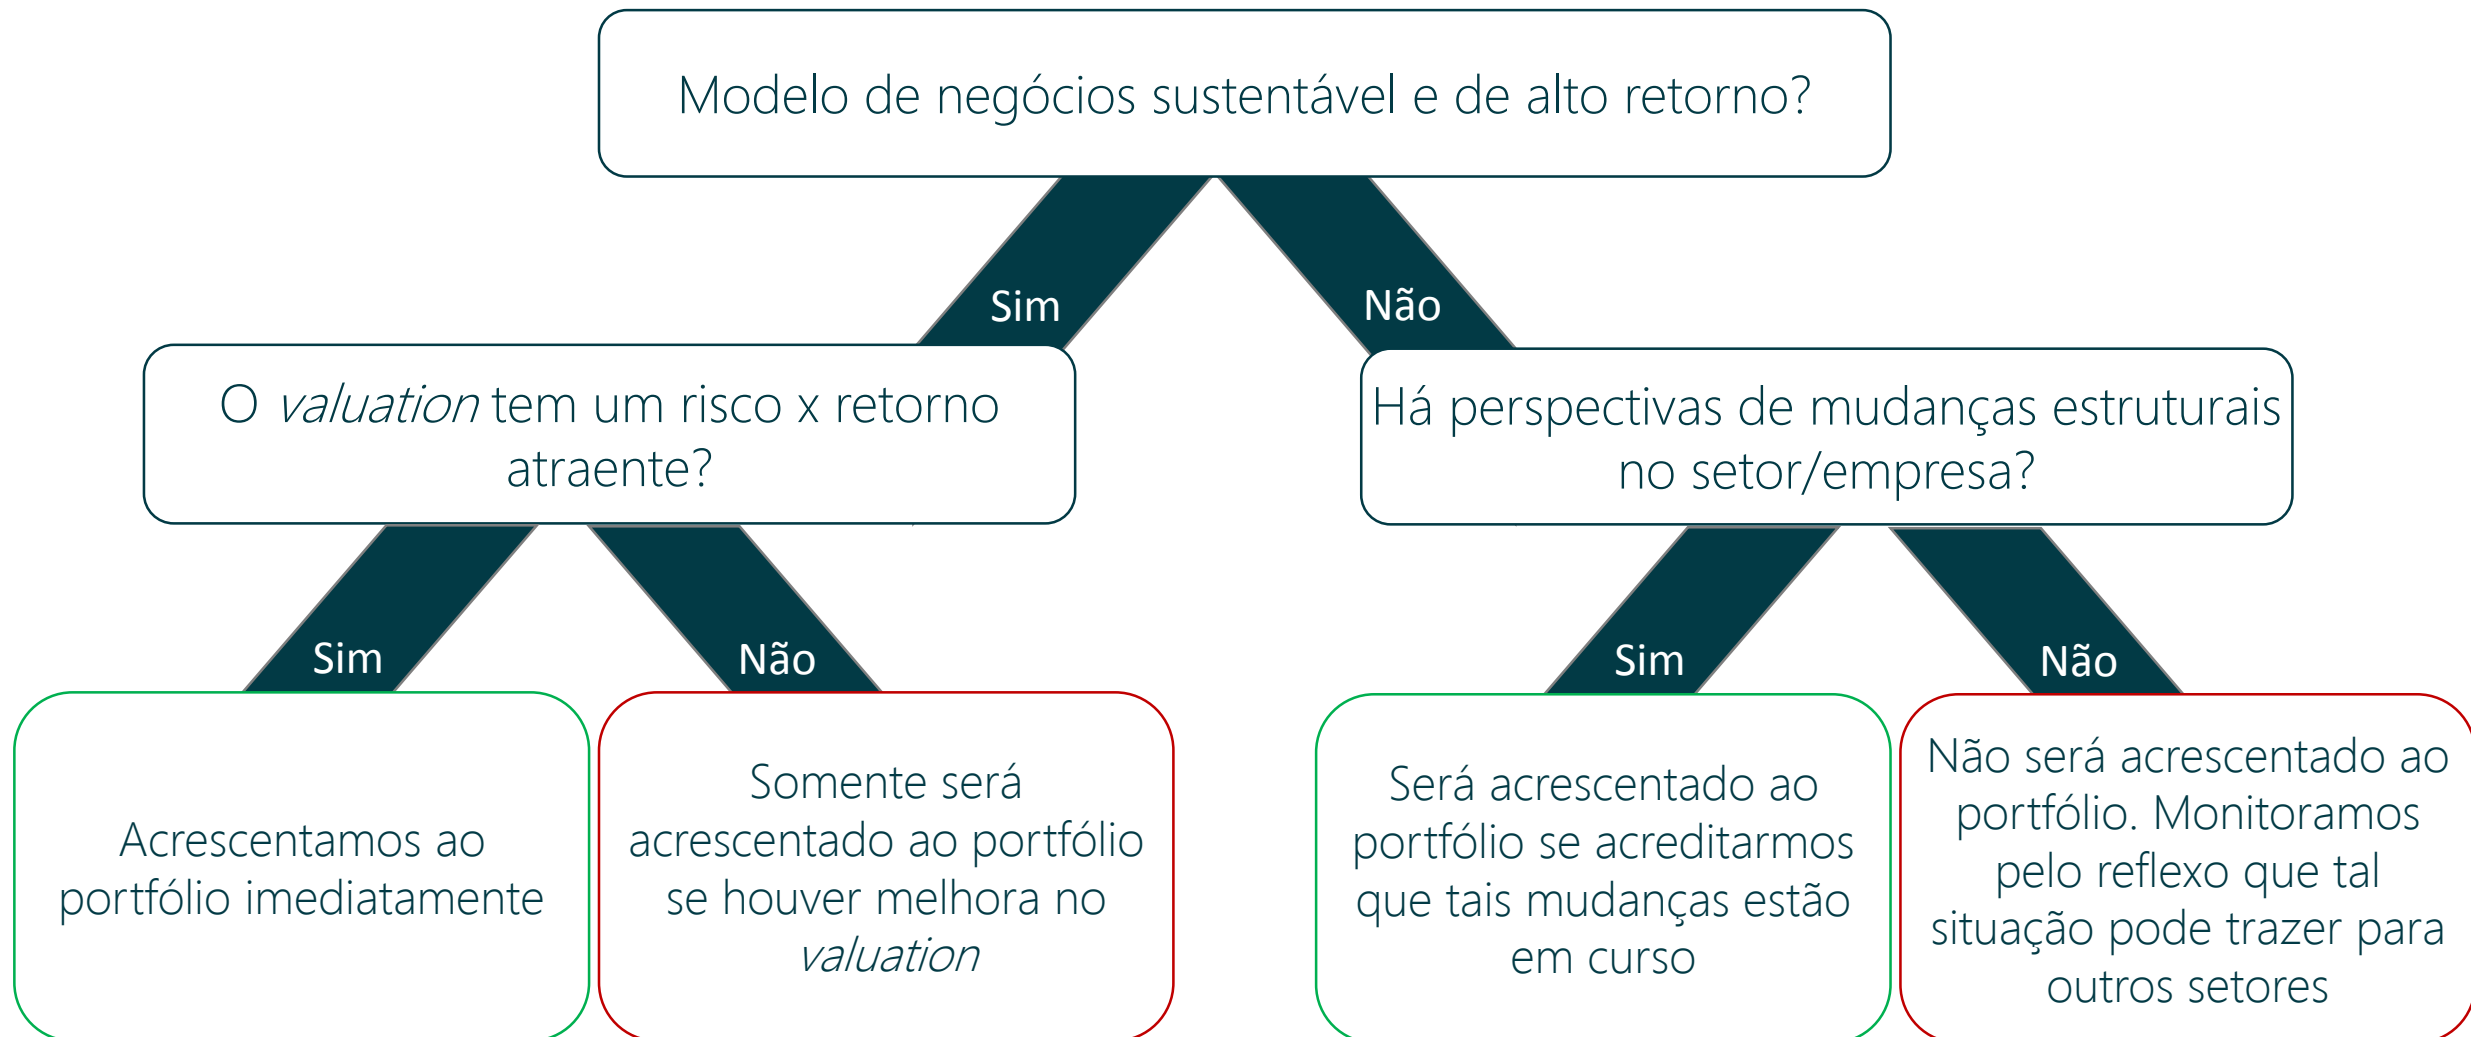 Modelo de negócios sustentável e de alto retorno?
Sim
Não
O valuation tem um risco x retorno
atraente?
Há perspectivas de mudanças estruturais
no setor/empresa?
Sim
Não
Sim
Não
Acrescentamos ao
portfólio imediatamente
Somente será
acrescentado ao portfólio
se houver melhora no
valuation
Será acrescentado ao
portfólio se acreditarmos
que tais mudanças estão
em curso
Não será acrescentado ao
portfólio. Monitoramos
pelo reflexo que tal
situação pode trazer para
outros setores